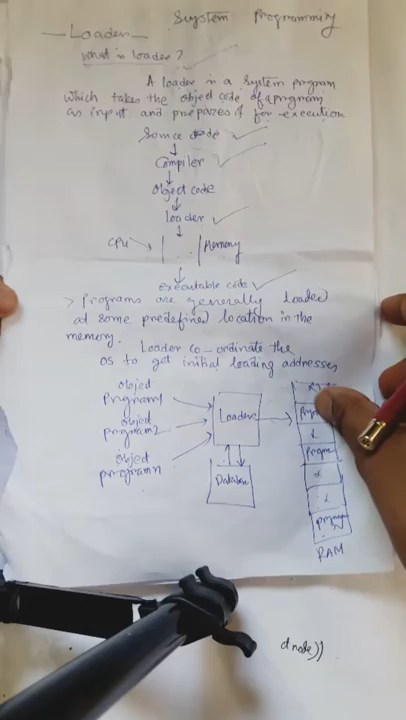 System Programming
Loader
What is loader?
A loader is a system program
which takes the object code of a program
as input and prepares it for execution
Source code
Compiler
Object code
loader
CPU
Memory
executable code
> Programs are generally loaded
at some predefined location in the
memory.
Loader co-ordinate the
OS to get initial loading addresses
Object
Program1
Object
program2
Object
programn
Loader
Database
RAM
d node))